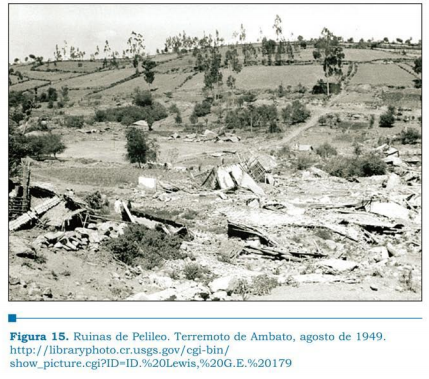 Figura 15. Ruinas de Pelileo. Terremoto de Ambato, agosto de 1949.
http://libraryphoto.cr.usgs.gov/cgi-bin/
show_picture.cgi?ID=ID.%20Lewis,%20G.E.%20179